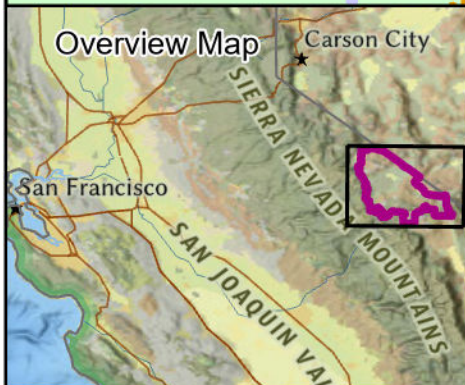 Overview Map
Carson City
SIERRA NEVADA MOUNTAINS
San Francisco
SAN JOAQUIN VAL